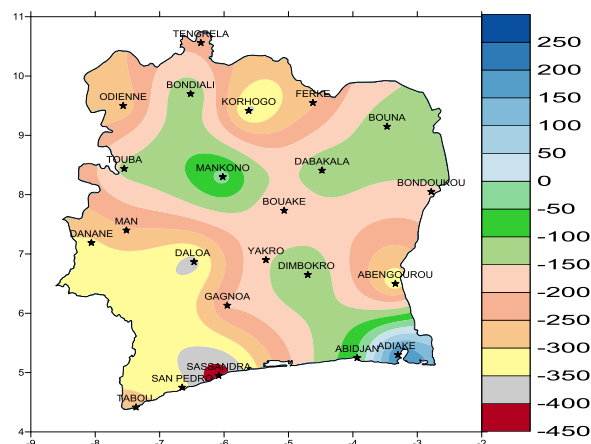 11
TENGRELA
250
10
BONDIALI
200
ODIENNE
KORHOGO
FERKE
150
BOUNA
100
9
50
TOUBA
MANKONO
DABAKALA
0
BONDOUKOU
8
BOUAKE
-50
MAN
DANANE
-100
7
DALOA
YAKRO
DIMBOKRO
-150
ABENGOUROU
-200
GAGNOA
6
-250
ABIDJAN
ADIAKE
-300
5
SASSANDRA
-350
SAN PEDRO
TABOU
-400
4
-450
-8
-7
-6
-5
-4
-3
-2